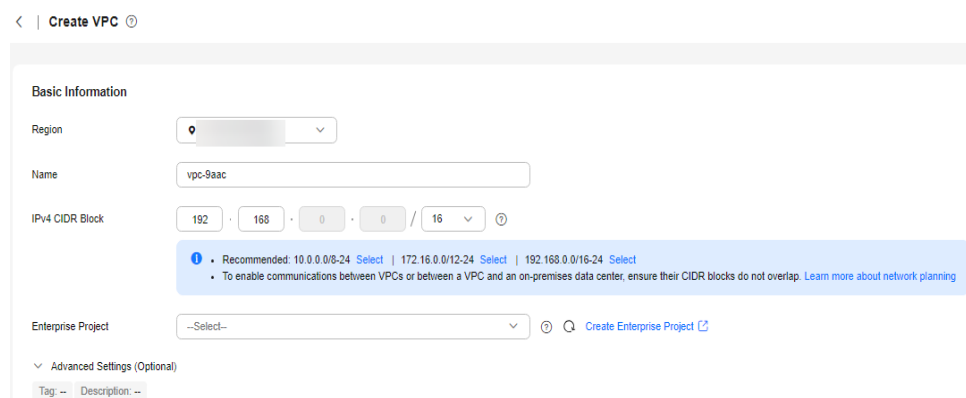 Create VPC
Basic Information
Region
Name vpc-9aac
IPv4 CIDR Block 192 . 168 . 0 . 0 / 16
• Recommended: 10.0.0.0/8-24 Select | 172.16.0.0/12-24 Select | 192.168.0.0/16-24 Select
• To enable communications between VPCs or between a VPC and an on-premises data center, ensure their CIDR blocks do not overlap. Learn more about network planning
Enterprise Project --Select-- Create Enterprise Project
Advanced Settings (Optional)
Tag: -- Description: --